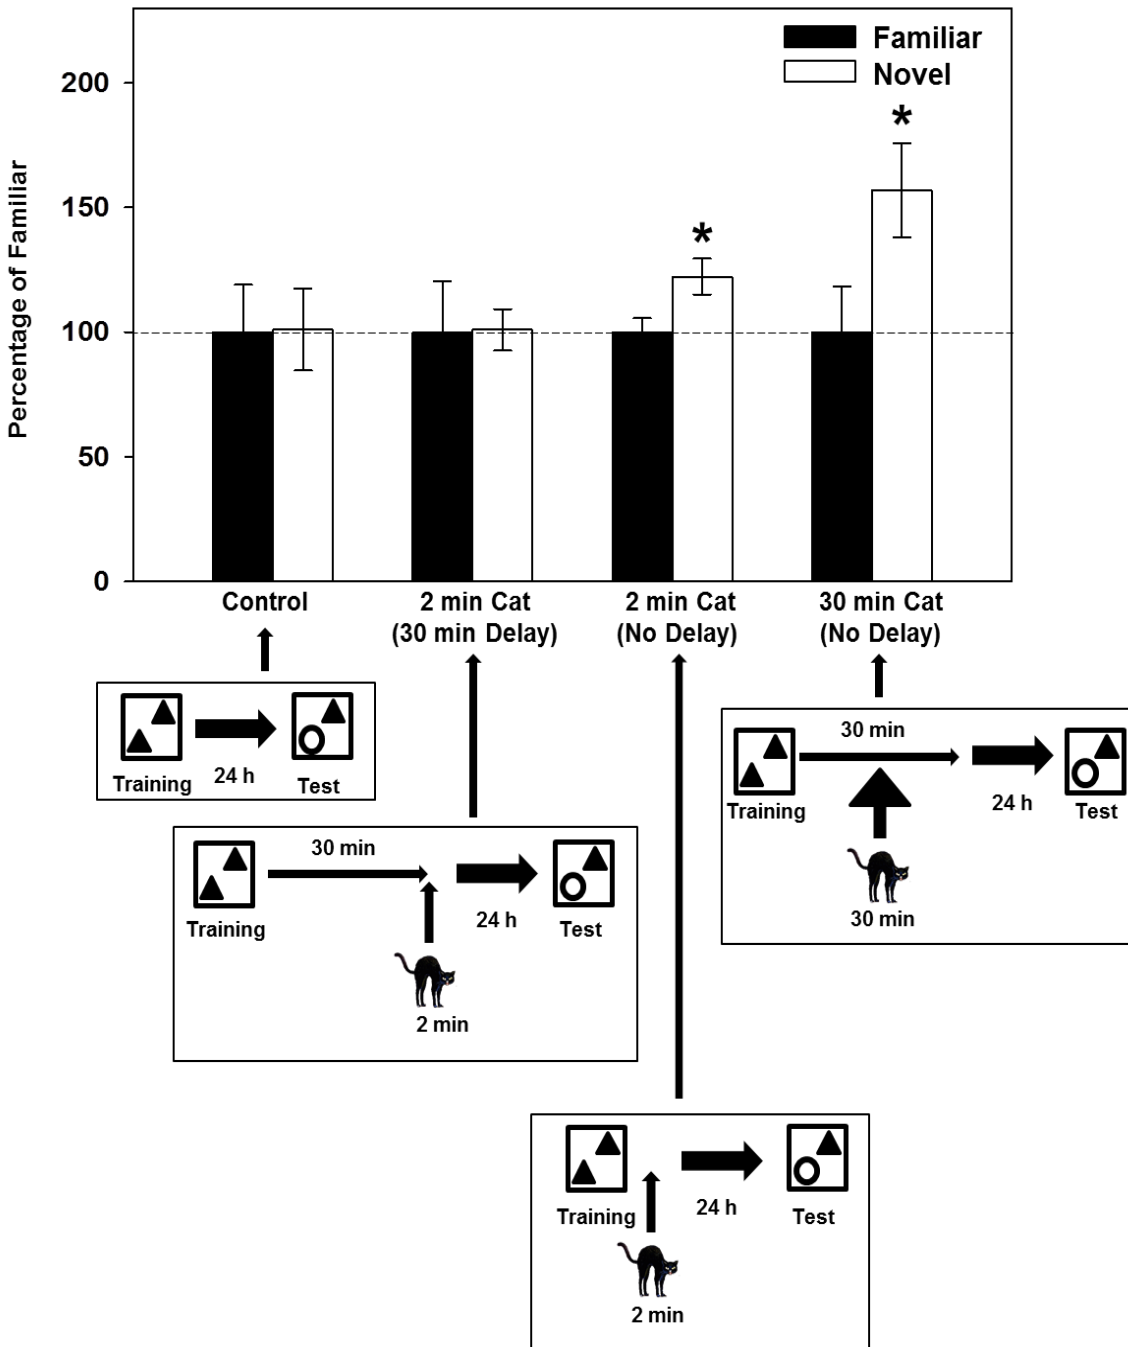 Familiar
Novel
Percentage of Familiar
200
150
100
50
0
*
*
Control
2 min Cat
(30 min Delay)
2 min Cat
(No Delay)
30 min Cat
(No Delay)
Training
24 h
Test
30 min
Training
24 h
Test
2 min
30 min
Training
24 h
Test
30 min
Training
24 h
Test
2 min